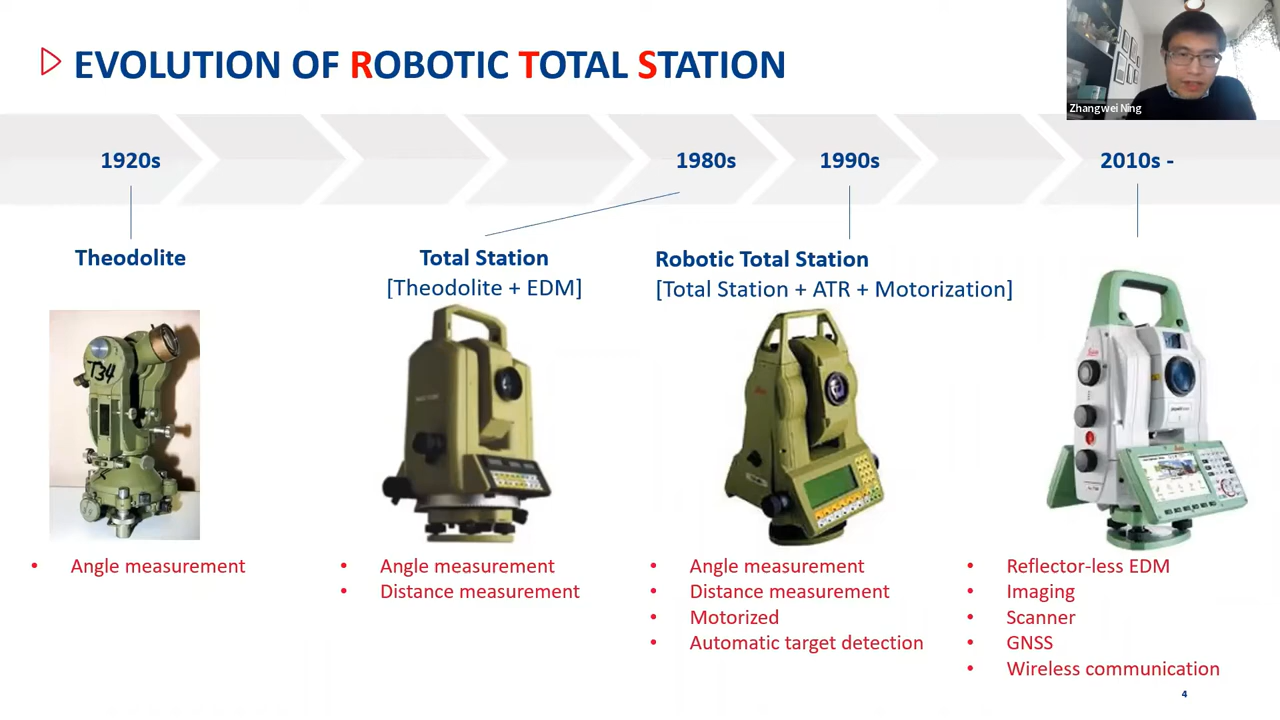 EVOLUTION OF ROBOTIC TOTAL STATION
Zhangwei Ning
1920s
1980s
1990s
2010s -
Theodolite
Total Station
[Theodolite + EDM]
Robotic Total Station
[Total Station + ATR + Motorization]
T34
Leica
• Angle measurement
• Angle measurement
• Distance measurement
• Angle measurement
• Distance measurement
• Motorized
• Automatic target detection
• Reflector-less EDM
• Imaging
• Scanner
• GNSS
• Wireless communication
4